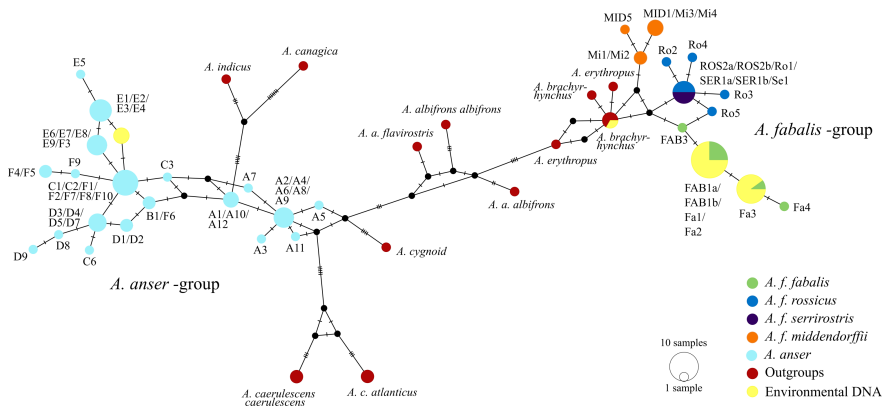 E5
E1/E2/
E3/E4
E6/E7/E8/
E9/F3
F4/F5
F9
C3
C1/C2/F1/
F2/F7/F8/F10
D3/D4/
D5/D7
D8
D9
C6
D1/D2
B1/F6
A. anser -group
A. indicus
A. canagica
A7
A1/A10/
A12
A2/A4/
A6/A8/
A9
A3
A11
A5
A. cygnoid
A. caerulescens
caerulescens
A. c. atlanticus
A. a. flavirostris
A. albifrons albifrons
A. a. albifrons
A. erythropus
A. brachyr-
hynchus
A. erythropus
A. brachyr-
hynchus
MID5
MID1/Mi3/Mi4
Mi1/Mi2
Ro2
Ro4
ROS2a/ROS2b/Ro1/
SER1a/SER1b/Se1
Ro3
Ro5
A. fabalis -group
FAB3
FAB1a/
FAB1b/
Fa1/
Fa2
Fa3
Fa4
10 samples
1 sample
A. f. fabalis
A. f. rossicus
A. f. serrirostris
A. f. middendorffii
A. anser
Outgroups
Environmental DNA